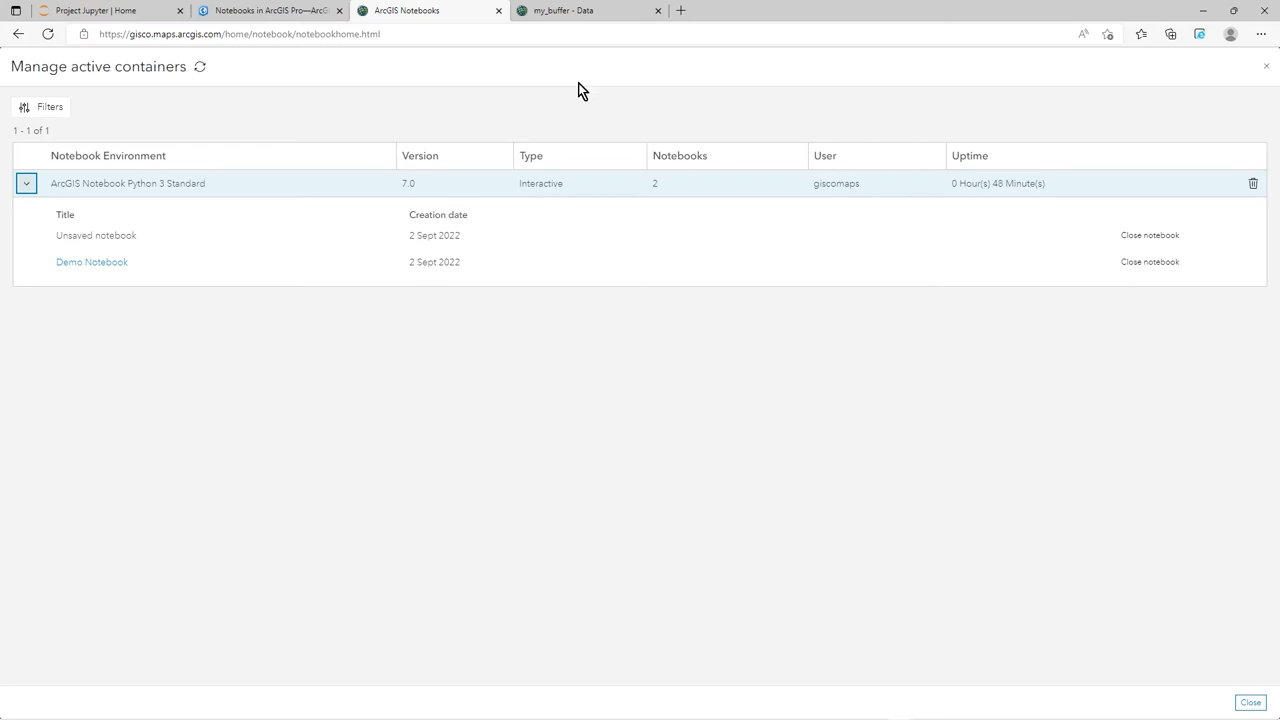 Project Jupyter | Home
Notebooks in ArcGIS Pro—ArcG
ArcGIS Notebooks
my_buffer - Data
https://gisco.maps.arcgis.com/home/notebook/notebookhome.html
Manage active containers
Filters
1 - 1 of 1
Notebook Environment Version Type Notebooks User Uptime
ArcGIS Notebook Python 3 Standard 7.0 Interactive 2 giscomaps 0 Hour(s) 48 Minute(s)
Title Creation date
Unsaved notebook 2 Sept 2022 Close notebook
Demo Notebook 2 Sept 2022 Close notebook
Close